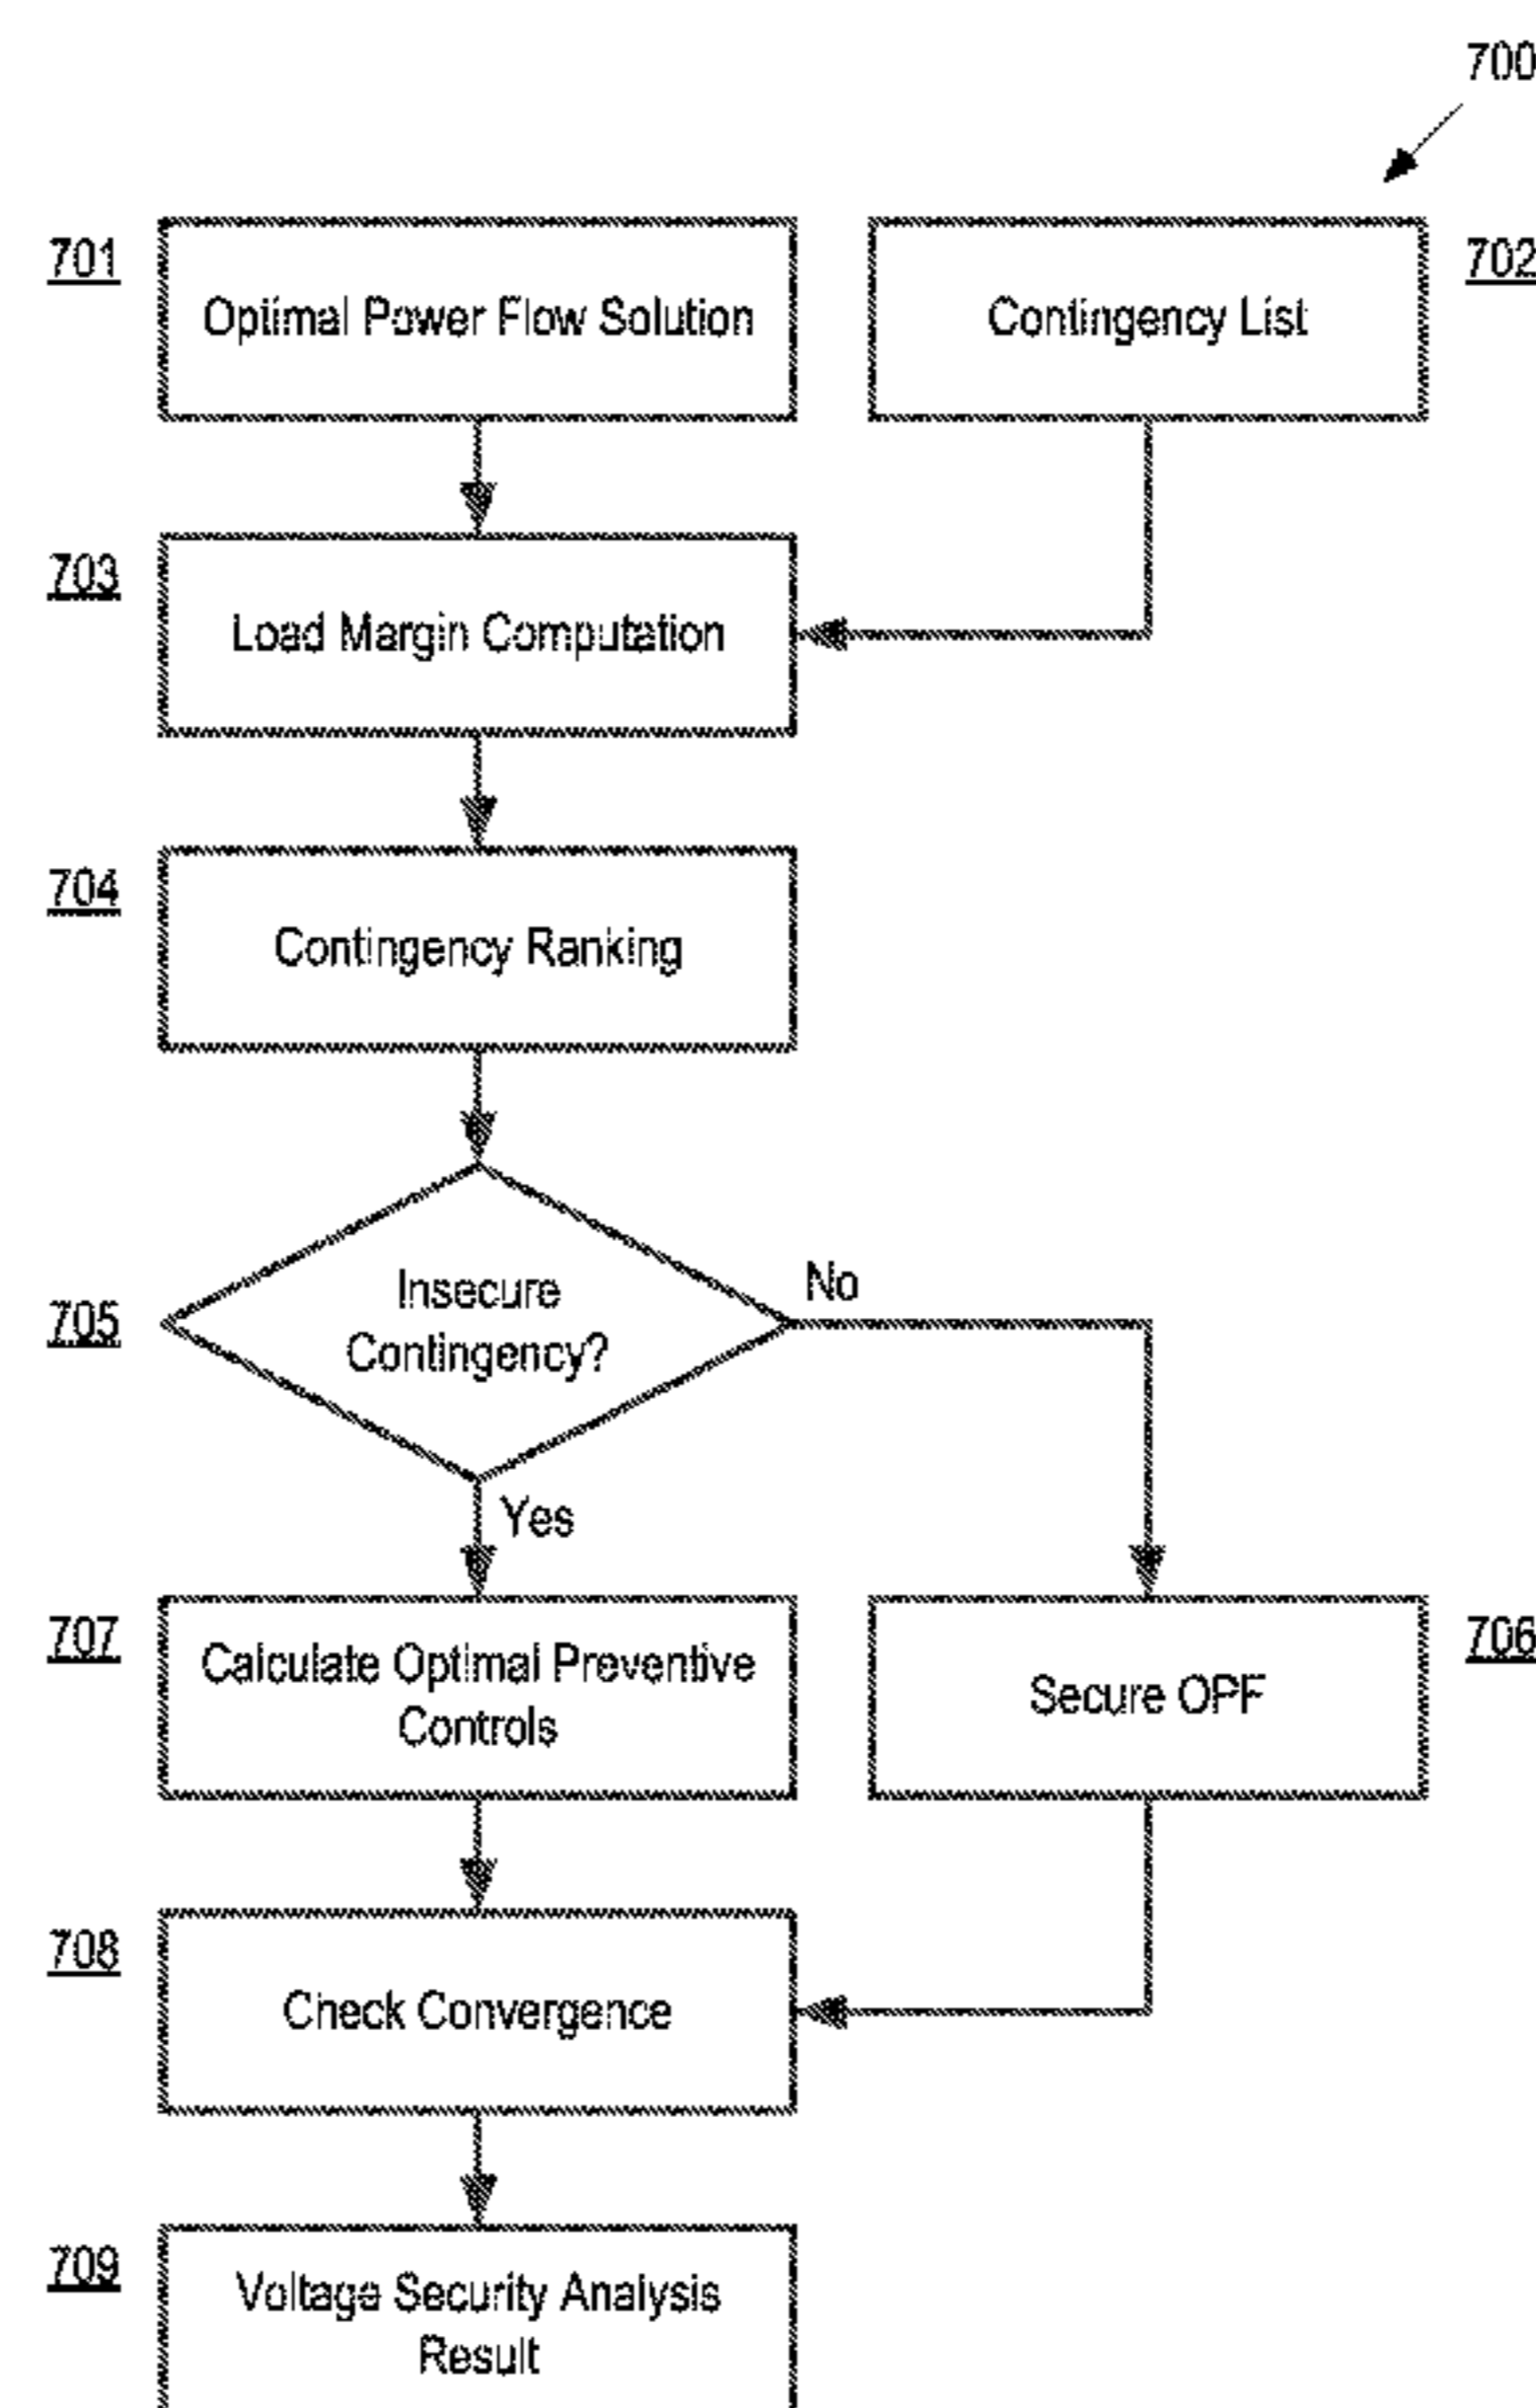 700
701
Optimal Power Flow Solution
Contingency List
702
703
Load Margin Computation
704
Contingency Ranking
705
Insecure
Contingency?
No
Yes
707
Calculate Optimal Preventive
Controls
Secure OPF
706
708
Check Convergence
709
Voltage Security Analysis
Result